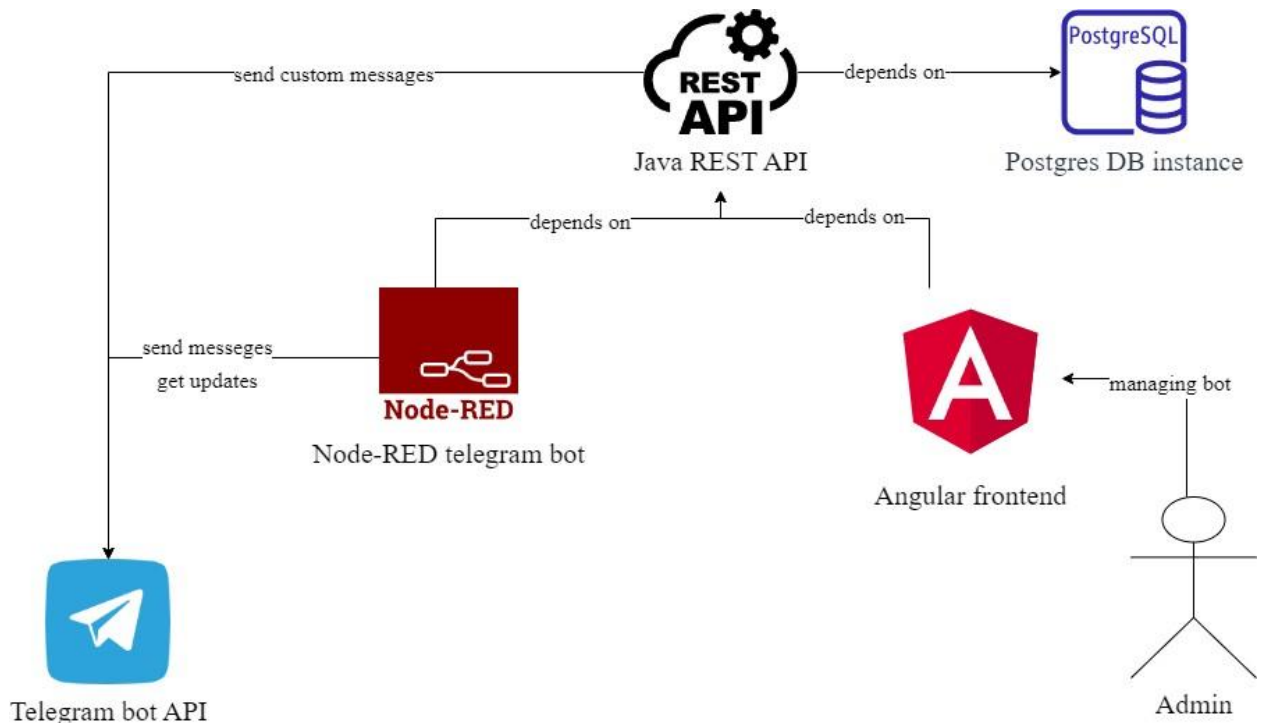 PostgreSQL
REST
API
send custom messages
depends on
Java REST API
Postgres DB instance
depends on
depends on
send messeges
get updates
Node-RED
Node-RED telegram bot
managing bot
Angular frontend
Telegram bot API
Admin